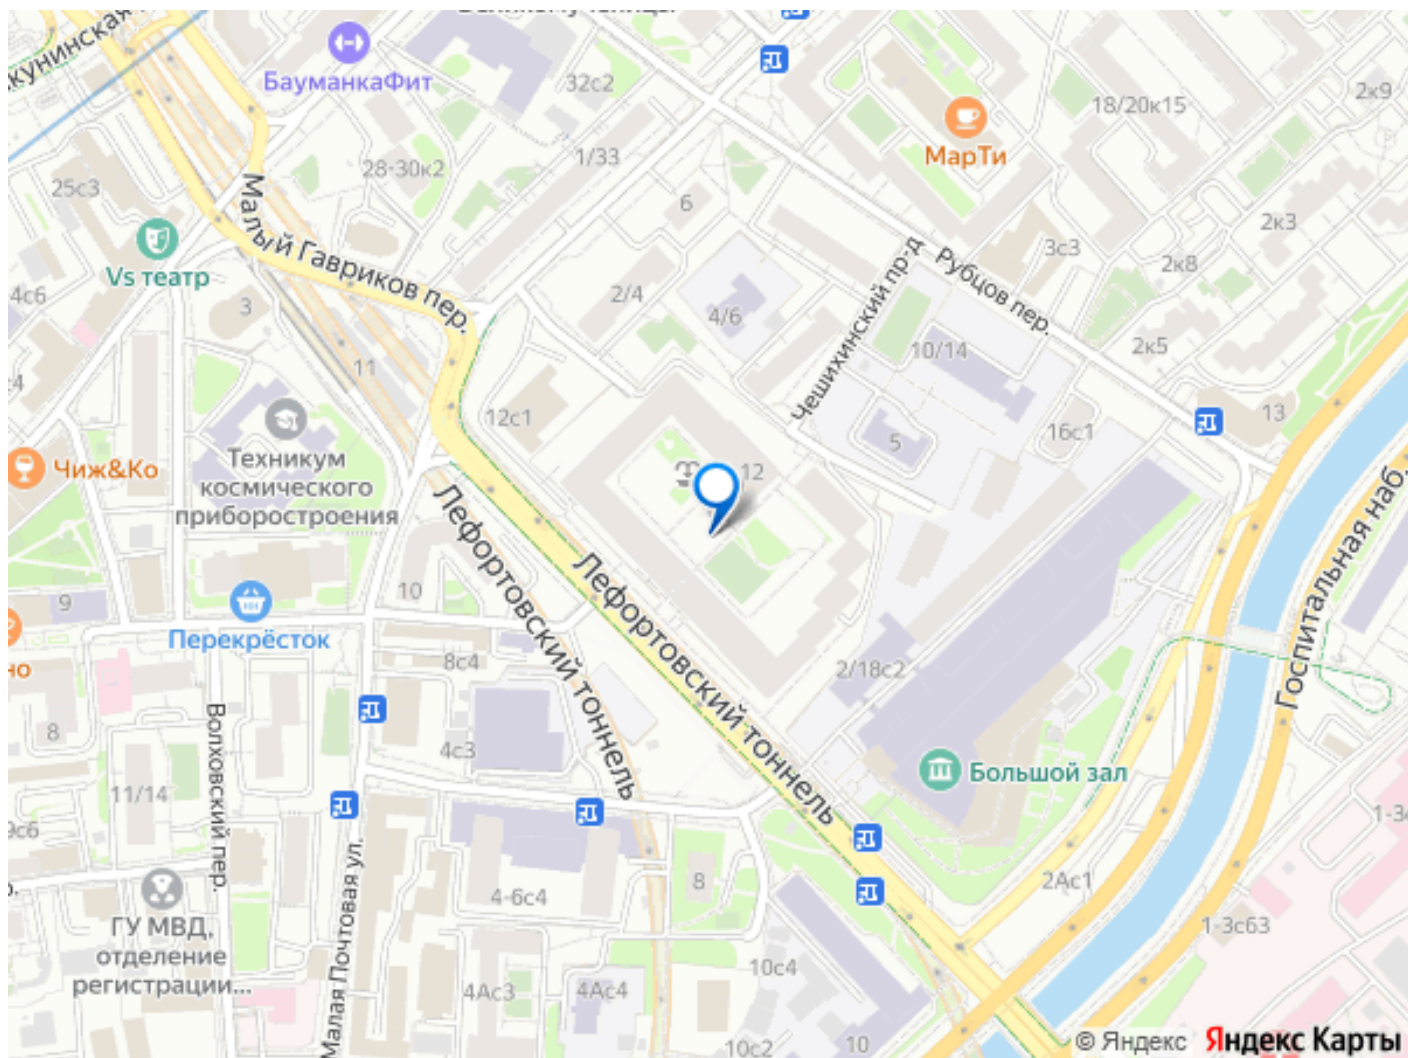 БауманкаФит
32с2
18/20к15
2к9
МарТи
28-30к2
1/33
25с3
6
2к3
Малый Гавриков пер.
Vs театр
3с3
2к8
Рубцов пер.
Чешихинский пр-д
4с6
3
2/4
4/6
10/14
2к5
11
12с1
13
16с1
5
Чиж&Ко
Техникум
космического
приборостроения
12
Госпитальная наб.
Лефортовский тоннель
Лефортовский тоннель
10
9
Перекрёсток
8с4
2/18с2
8
4с3
Волховский пер.
Большой зал
11/14
Малая Почтовая ул.
8
4-6с4
2Ас1
ГУ МВД,
отделение
регистрации...
1-3с63
10с4
4Ас3
4Ас4
10с2
10
© Яндекс Яндекс Карты